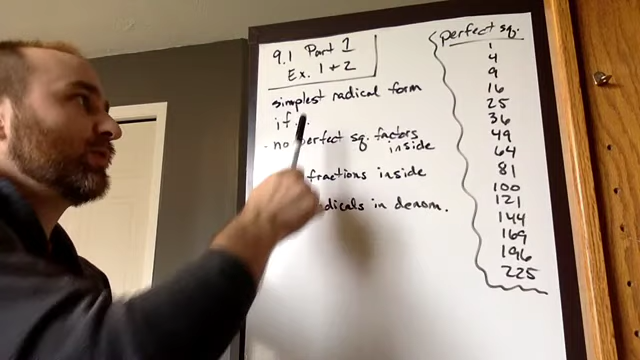 9.1 Part 1
Ex. 1 + 2
simplest radical form
if...
- no perfect sq. factors
inside
fractions inside
in denom.
perfect sq.
1
4
9
16
25
36
49
64
81
100
121
144
169
196
225